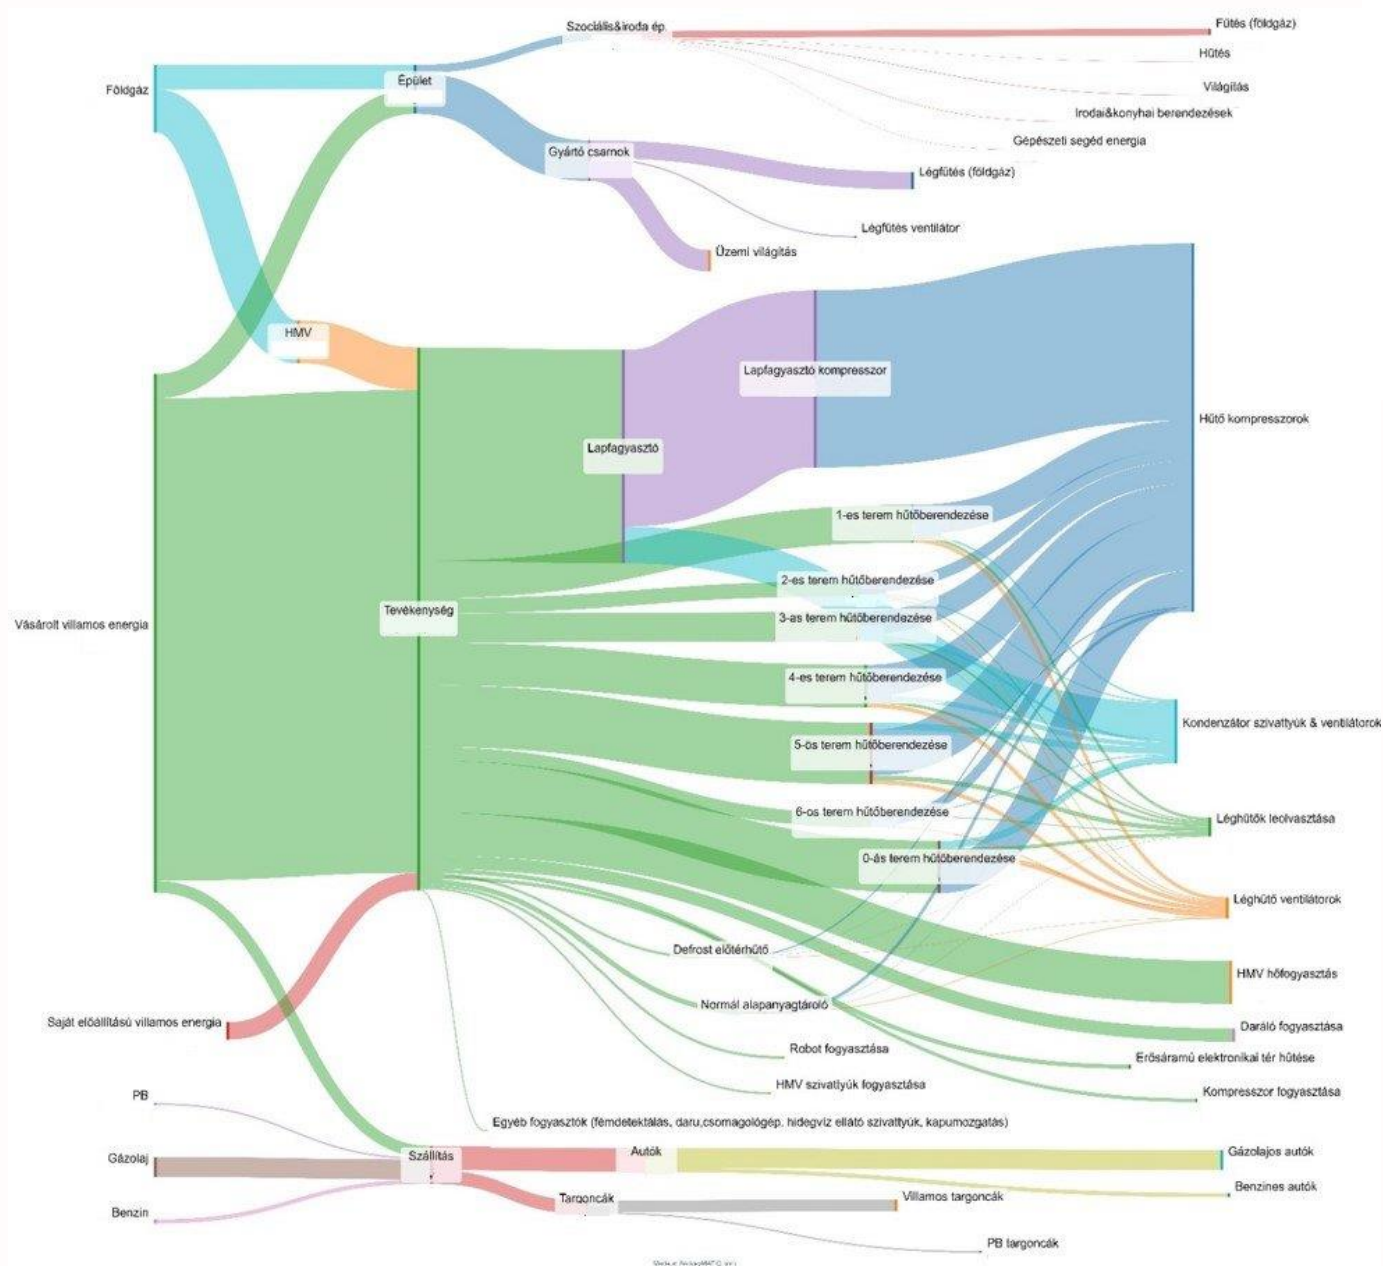 Szociális&iroda ép.
Fűtés (földgáz)
Hűtés
Világítás
Irodai&konyhai berendezések
Gépészeti segéd energia
Földgáz
Épület
Gyártó csarnok
Légfűtés (földgáz)
Légfűtés ventilátor
Üzemi világítás
HMV
Lapfagyasztó kompresszor
Hűtő kompresszorok
Lapfagyasztó
1-es terem hűtőberendezése
2-es terem hűtőberendezése
3-as terem hűtőberendezése
Tevékenység
Vásárolt villamos energia
4-es terem hűtőberendezése
Kondenzátor szivattyúk & ventilátorok
5-ös terem hűtőberendezése
6-os terem hűtőberendezése
Léghűtők leolvasztása
0-ás terem hűtőberendezése
Léghűtő ventilátorok
Defrost előtérhűtő
HMV hőfogyasztás
Normál alapanyagtároló
Saját előállítású villamos energia
Daráló fogyasztása
Robot fogyasztása
Erősáramú elektronikai tér hűtése
HMV szivattyúk fogyasztása
Kompresszor fogyasztása
PB
Egyéb fogyasztók (fémdetektálás, daru,csomagológép, hidegvíz ellátó szivattyúk, kapumozgatás)
Gázolaj
Szállítás
Autók
Gázolajos autók
Benzines autók
Targoncák
Villamos targoncák
Benzin
PB targoncák